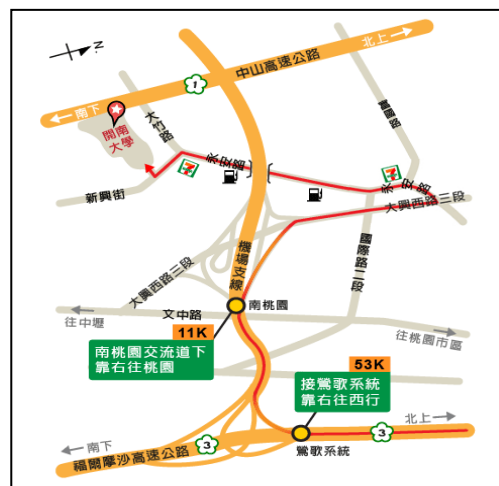 N
北上
中山高速公路
1
南下
開南
大學
大竹路
富國路
永安路
7
7
永安路
新興街
大興西路三段
大興西路三段
機場支線
國際路二段
南桃園
文中路
往中壢
往桃園市區
11K
南桃園交流道下
靠右往桃園
53K
接鶯歌系統
靠右往西行
北上
3
3
南下
福爾摩沙高速公路
鶯歌系統